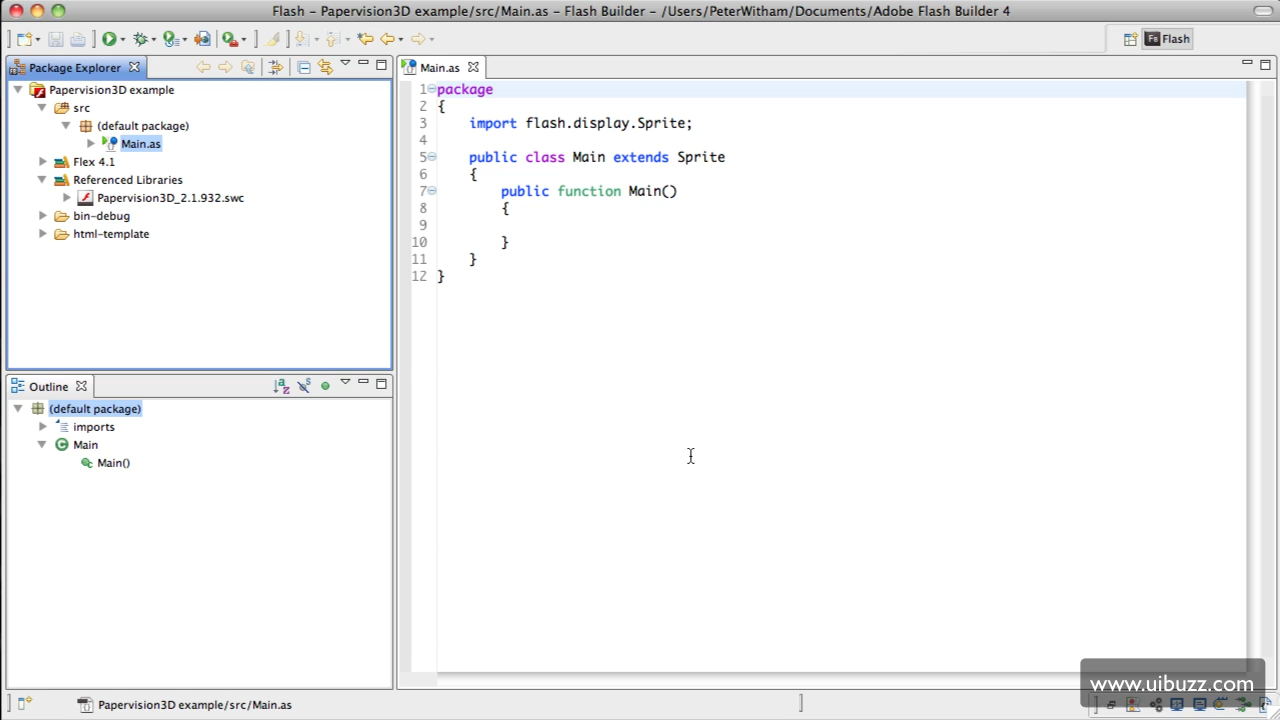 Flash – Papervision3D example/src/Main.as – Flash Builder – /Users/PeterWitham/Documents/Adobe Flash Builder 4
Fs Flash
Package Explorer
Papervision3D example
src
(default package)
Main.as
Flex 4.1
Referenced Libraries
Papervision3D_2.1.932.swc
bin-debug
html-template
Outline
(default package)
imports
Main
Main()
Main.as
1 package
2 {
3 import flash.display.Sprite;
4
5 public class Main extends Sprite
6 {
7 public function Main()
8 {
9
10 }
11 }
12 }
Papervision3D example/src/Main.as
www.uibuzz.com